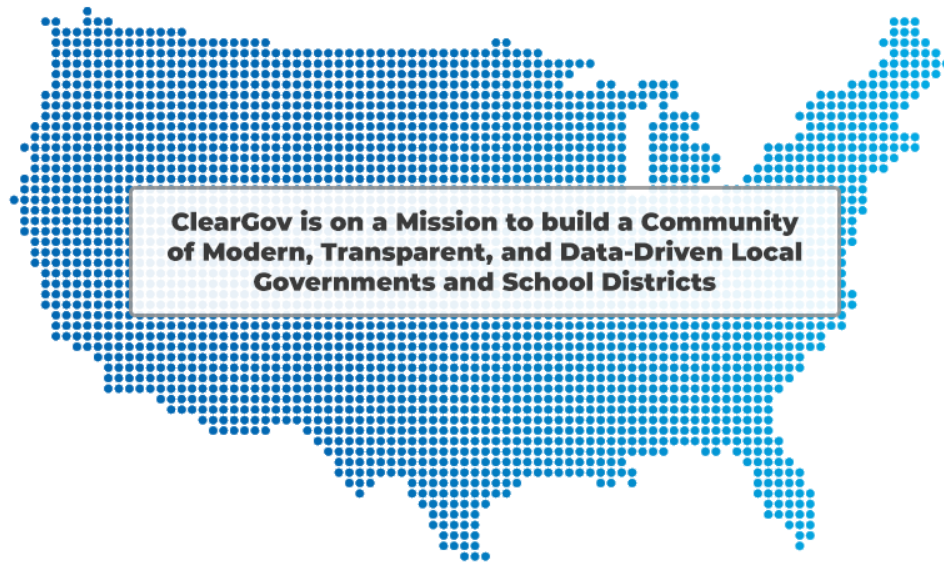 ClearGov is on a Mission to build a Community
of Modern, Transparent, and Data-Driven Local
Governments and School Districts